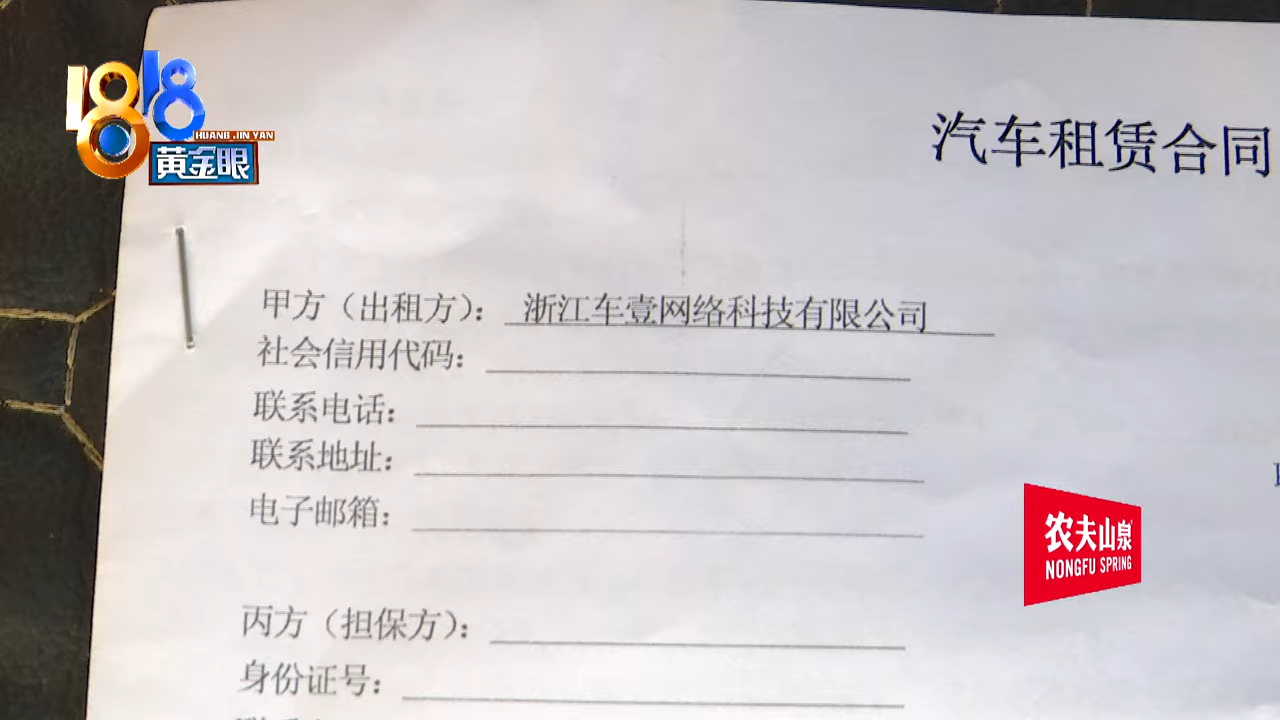 1818
HUANG JIN YAN
黄金眼
汽车租赁合同
甲方（出租方）： 浙江车壹网络科技有限公司
社会信用代码：
联系电话：
联系地址：
电子邮箱：
农夫山泉
NONGFU SPRING
丙方（担保方）：
身份证号：